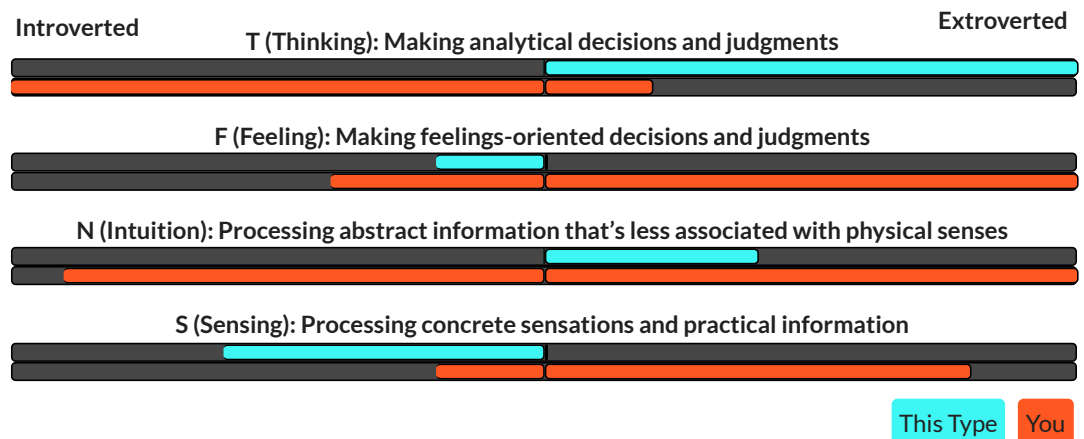 Introverted
Extroverted
T (Thinking): Making analytical decisions and judgments
F (Feeling): Making feelings-oriented decisions and judgments
N (Intuition): Processing abstract information that’s less associated with physical senses
S (Sensing): Processing concrete sensations and practical information
This Type
You